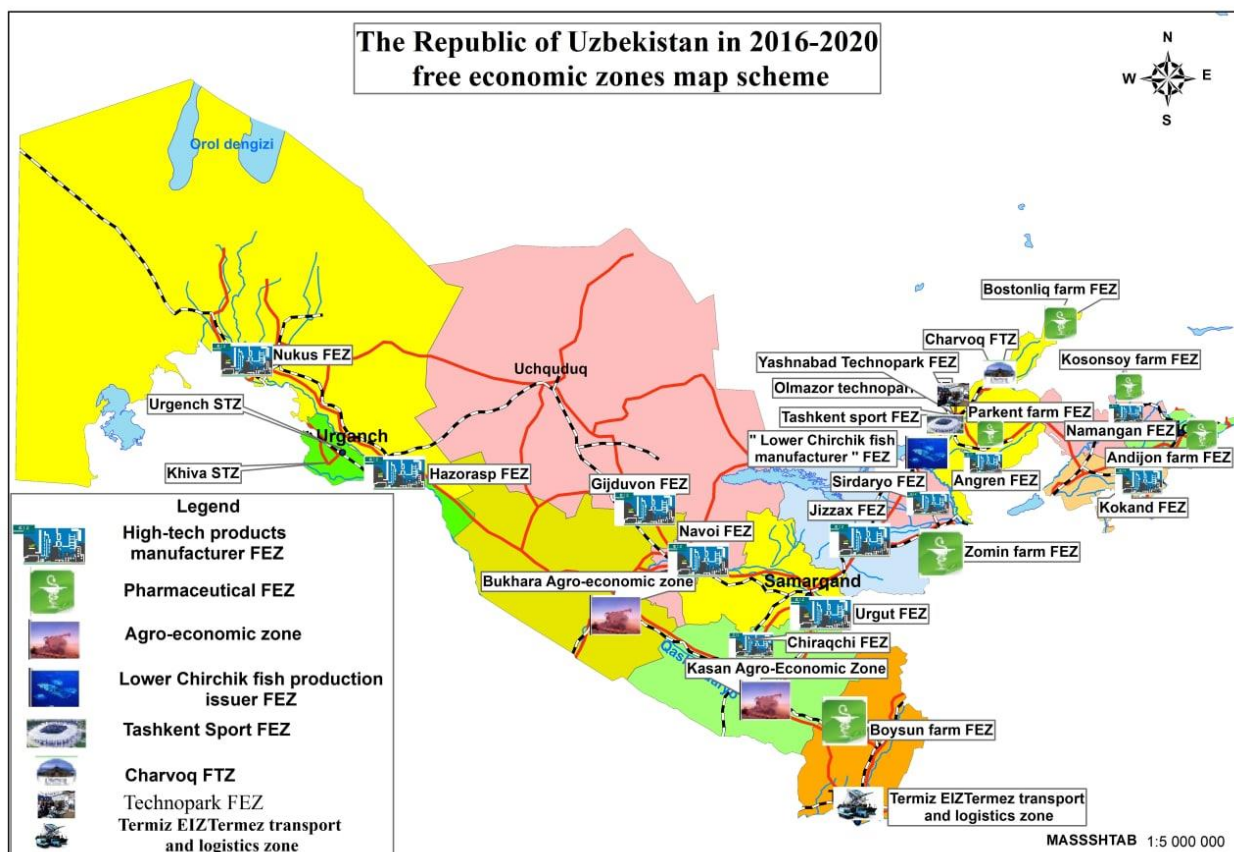 The Republic of Uzbekistan in 2016-2020
free economic zones map scheme
N
W
E
S
Orol dengizi
Bostonliq farm FEZ
Charvoq FTZ
Kosonsoy farm FEZ
Yashnabad Technopark FEZ
Olmazor technopark
Tashkent sport FEZ
Parkent farm FEZ
Namangan FEZ
" Lower Chirchik fish
manufacturer " FEZ
Andijon farm FEZ
Angren FEZ
Sirdaryo FEZ
Kokand FEZ
Jizzax FEZ
Zomin farm FEZ
Nukus FEZ
Uchquduq
Urgench STZ
Urganch
Khiva STZ
Hazorasp FEZ
Gijduvon FEZ
Navoi FEZ
Bukhara Agro-economic zone
Samarqand
Urgut FEZ
Chiraqchi FEZ
Kasan Agro-Economic Zone
Boysun farm FEZ
Termiz EIZTermez transport
and logistics zone
Legend
High-tech products
manufacturer FEZ
Pharmaceutical FEZ
Agro-economic zone
Lower Chirchik fish production
issuer FEZ
Tashkent Sport FEZ
Charvoq FTZ
Technopark FEZ
Termiz EIZTermez transport
and logistics zone
MASSSHTAB 1:5 000 000